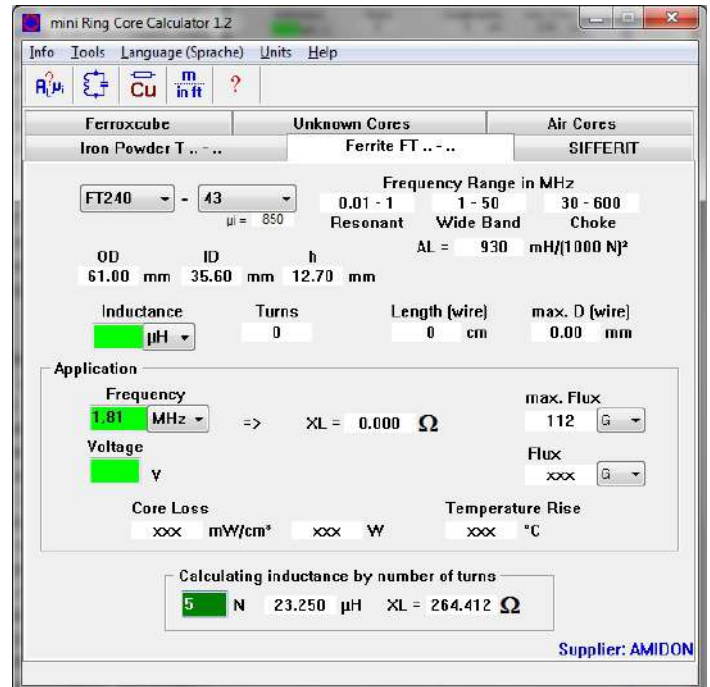 mini Ring Core Calculator 1.2
Info Tools Language (Sprache) Units Help
A?Lμi Cu m in ft ?
Ferroxcube Unknown Cores Air Cores
Iron Powder T .. - .. Ferrite FT .. - .. SIFFERIT
Frequency Range in MHz
FT240 - 43 0.01 - 1 1 - 50 30 - 600
μi = 850 Resonant Wide Band Choke
AL = 930 mH/(1000 N)²
OD ID h
61.00 mm 35.60 mm 12.70 mm
Inductance Turns Length (wire) max. D (wire)
μH 0 0 cm 0.00 mm
Application
Frequency max. Flux
1,81 MHz => XL = 0.000 Ω 112 G
Voltage Flux
V xxx G
Core Loss Temperature Rise
xxx mW/cm³ xxx W xxx °C
Calculating inductance by number of turns
5 N 23.250 μH XL = 264.412 Ω
Supplier: AMIDON